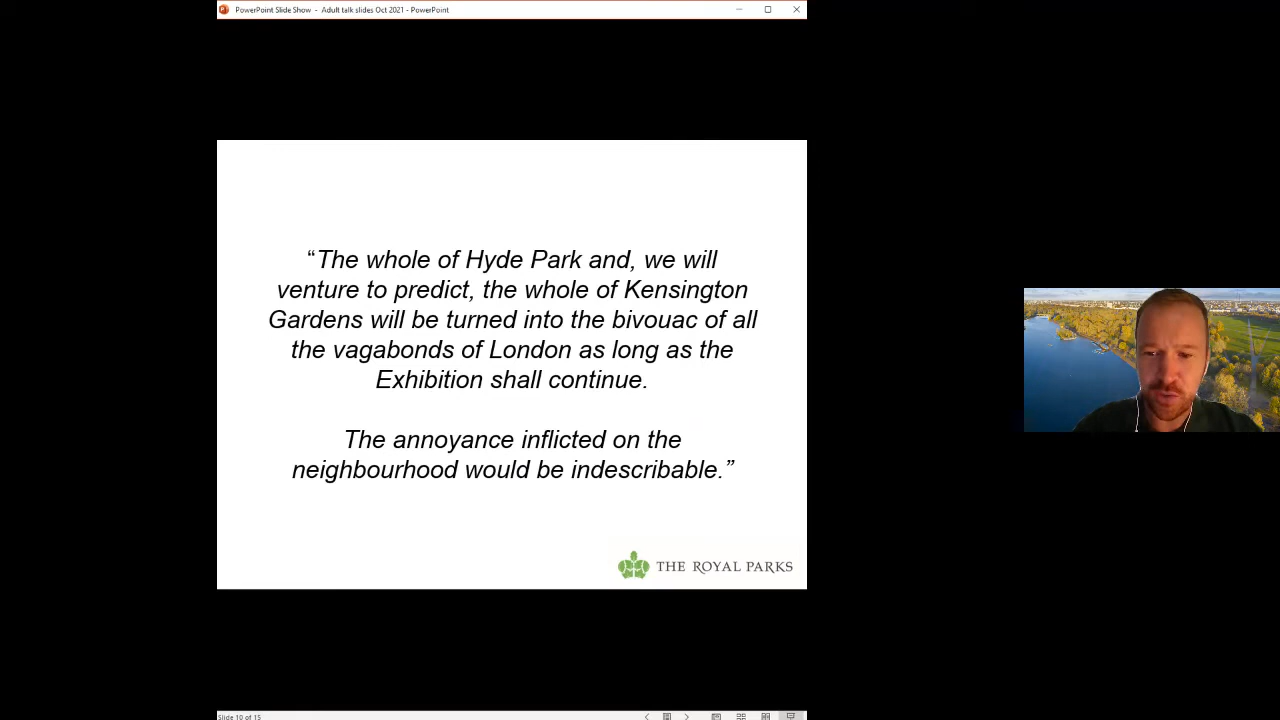 PowerPoint Slide Show - Adult talk slides Oct 2021 - PowerPoint
“The whole of Hyde Park and, we will
venture to predict, the whole of Kensington
Gardens will be turned into the bivouac of all
the vagabonds of London as long as the
Exhibition shall continue.
The annoyance inflicted on the
neighbourhood would be indescribable.”
THE ROYAL PARKS
Slide 10 of 15